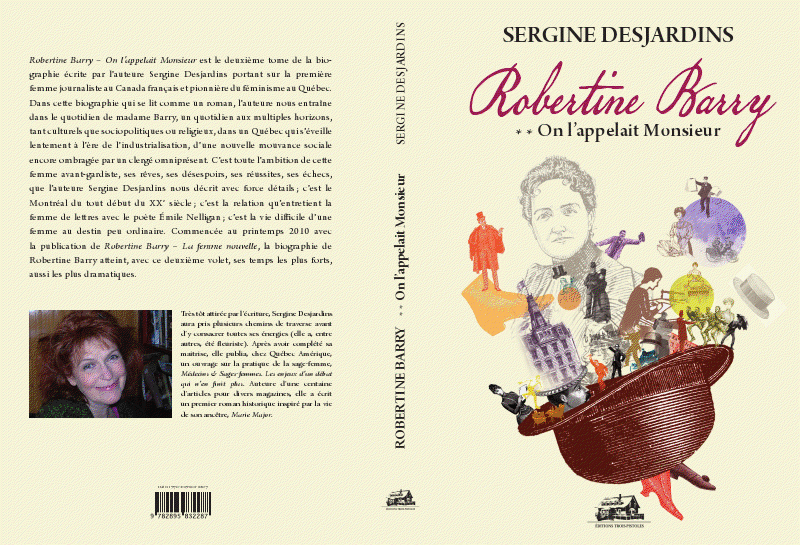 Robertine Barry – On l'appelait Monsieur est le deuxième tome de la bio-
graphie écrite par l'auteure Sergine Desjardins portant sur la première
femme journaliste au Canada français et pionnière du féminisme au Québec.
Dans cette biographie qui se lit comme un roman, l'auteure nous entraîne
dans le quotidien de madame Barry, un quotidien aux multiples horizons,
tant culturels que sociopolitiques ou religieux, dans un Québec qui s'éveille
lentement à l'ère de l'industrialisation, d'une nouvelle mouvance sociale
encore ombragée par un clergé omniprésent. C'est toute l'ambition de cette
femme avant-gardiste, ses rêves, ses désespoirs, ses réussites, ses échecs,
que l'auteure Sergine Desjardins nous décrit avec force détails ; c'est le
Montréal du tout début du XXe siècle ; c'est la relation qu'entretient la
femme de lettres avec le poète Émile Nelligan ; c'est la vie difficile d'une
femme au destin peu ordinaire. Commencée au printemps 2010 avec
la publication de Robertine Barry – La femme nouvelle, la biographie de
Robertine Barry atteint, avec ce deuxième volet, ses temps les plus forts,
aussi les plus dramatiques.
Très tôt attirée par l'écriture, Sergine Desjardins
aura pris plusieurs chemins de traverse avant
d'y consacrer toutes ses énergies (elle a, entre
autres, été fleuriste). Après avoir complété sa
maîtrise, elle publia, chez Québec Amérique,
un ouvrage sur la pratique de la sage-femme,
Médecins & Sages-femmes. Les enjeux d'un débat
qui n'en finit plus. Auteure d'une centaine
d'articles pour divers magazines, elle a écrit
un premier roman historique inspiré par la vie
de son ancêtre, Marie Major.
9 782895 832287
ROBERTINE BARRY * * On l'appelait Monsieur SERGINE DESJARDINS
SERGINE DESJARDINS
Robertine Barry
* * On l'appelait Monsieur
ÉDITIONS TROIS-PISTOLES